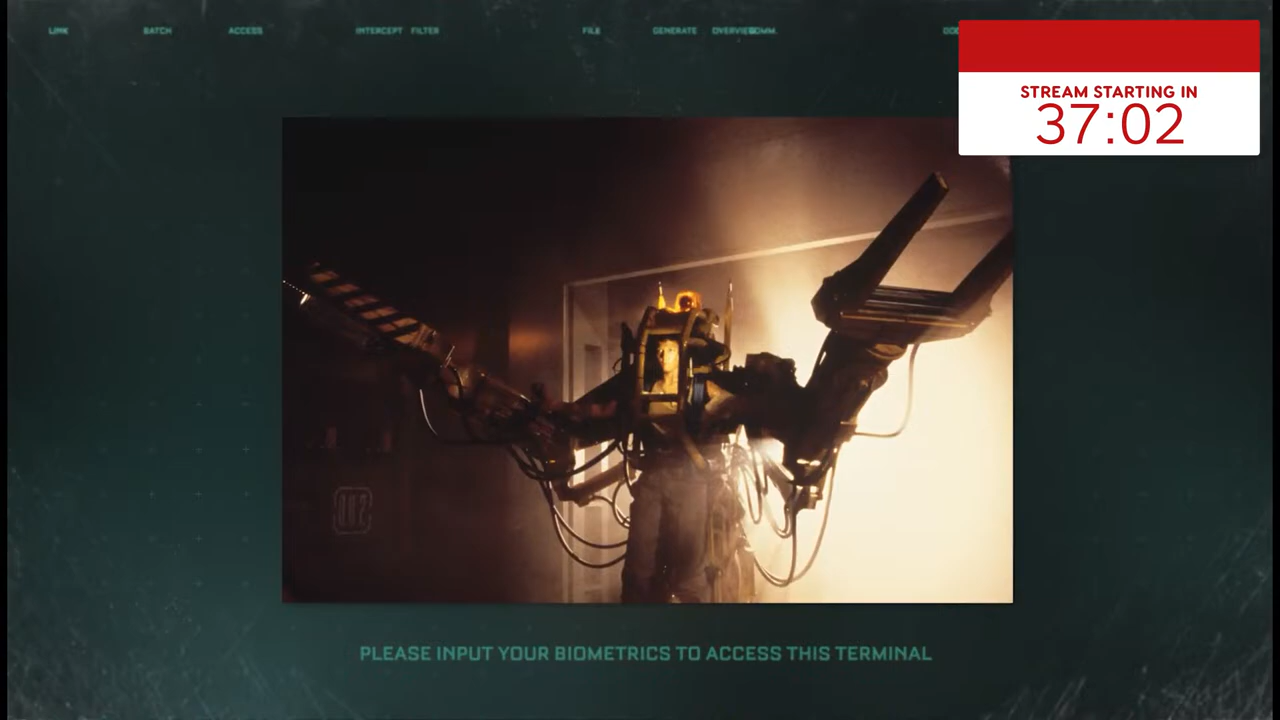 LINK BATCH ACCESS INTERCEPT FILTER FILE GENERATE
STREAM STARTING IN
37:02
PLEASE INPUT YOUR BIOMETRICS TO ACCESS THIS TERMINAL